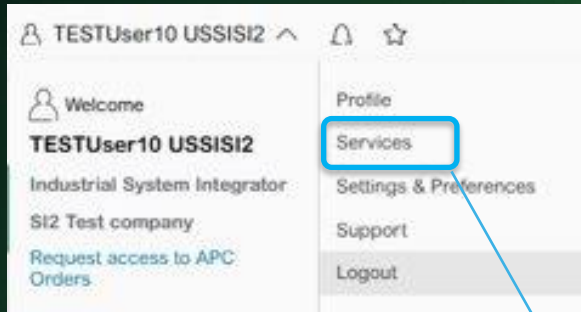 TESTUser10 USSISI2
Welcome
TESTUser10 USSISI2
Industrial System Integrator
SI2 Test company
Request access to APC
Orders
Profile
Services
Settings & Preferences
Support
Logout